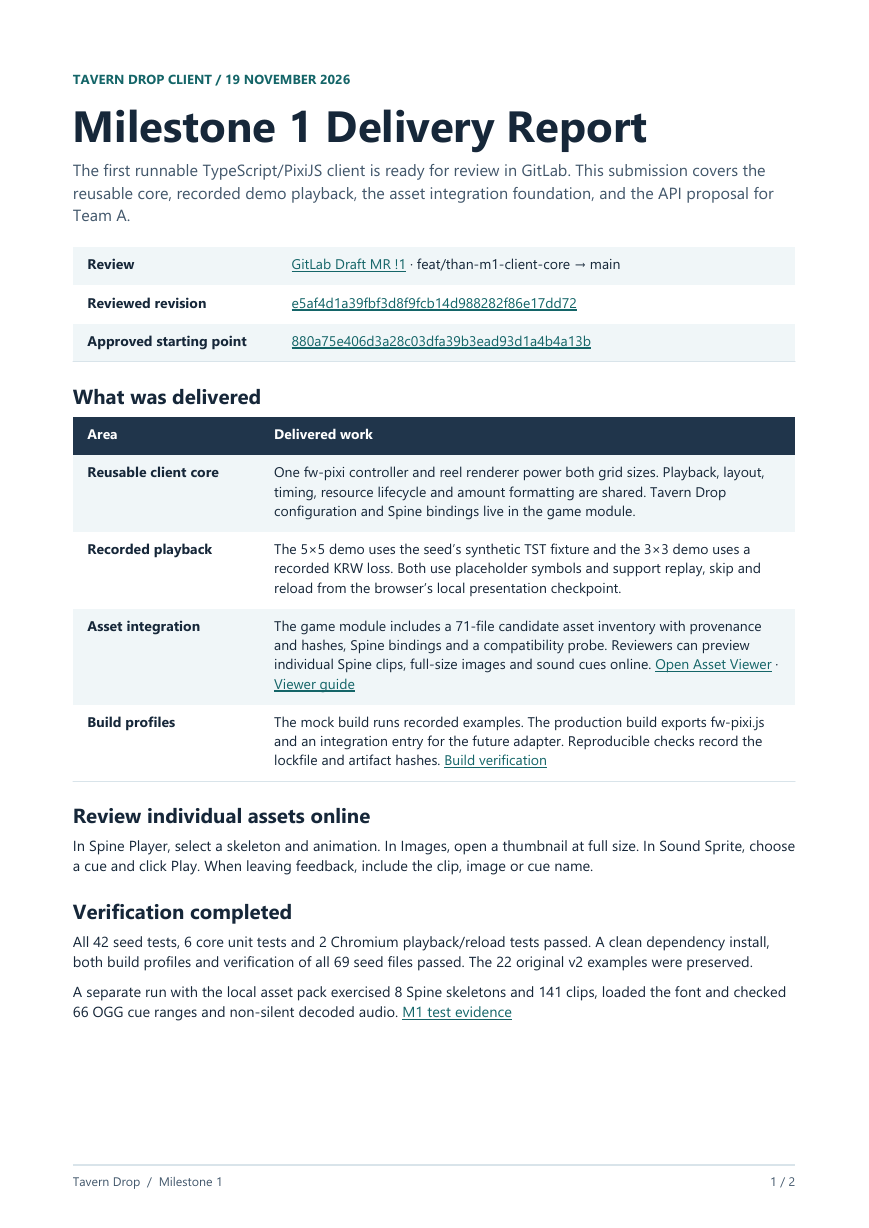 TAVERN DROP CLIENT / 19 NOVEMBER 2026
Milestone 1 Delivery Report
The first runnable TypeScript/PixiJS client is ready for review in GitLab. This submission covers the
reusable core, recorded demo playback, the asset integration foundation, and the API proposal for
Team A.
Review GitLab Draft MR !1 · feat/than-m1-client-core → main
Reviewed revision e5af4d1a39fbf3d8f9fcb14d988282f86e17dd72
Approved starting point 880a75e406d3a28c03dfa39b3ead93d1a4b4a13b
What was delivered
Area Delivered work
Reusable client core One fw-pixi controller and reel renderer power both grid sizes. Playback, layout,
timing, resource lifecycle and amount formatting are shared. Tavern Drop
configuration and Spine bindings live in the game module.
Recorded playback The 5×5 demo uses the seed’s synthetic TST fixture and the 3×3 demo uses a
recorded KRW loss. Both use placeholder symbols and support replay, skip and
reload from the browser’s local presentation checkpoint.
Asset integration The game module includes a 71-file candidate asset inventory with provenance
and hashes, Spine bindings and a compatibility probe. Reviewers can preview
individual Spine clips, full-size images and sound cues online. Open Asset Viewer ·
Viewer guide
Build profiles The mock build runs recorded examples. The production build exports fw-pixi.js
and an integration entry for the future adapter. Reproducible checks record the
lockfile and artifact hashes. Build verification
Review individual assets online
In Spine Player, select a skeleton and animation. In Images, open a thumbnail at full size. In Sound Sprite, choose
a cue and click Play. When leaving feedback, include the clip, image or cue name.
Verification completed
All 42 seed tests, 6 core unit tests and 2 Chromium playback/reload tests passed. A clean dependency install,
both build profiles and verification of all 69 seed files passed. The 22 original v2 examples were preserved.
A separate run with the local asset pack exercised 8 Spine skeletons and 141 clips, loaded the font and checked
66 OGG cue ranges and non-silent decoded audio. M1 test evidence
Tavern Drop / Milestone 1 1 / 2